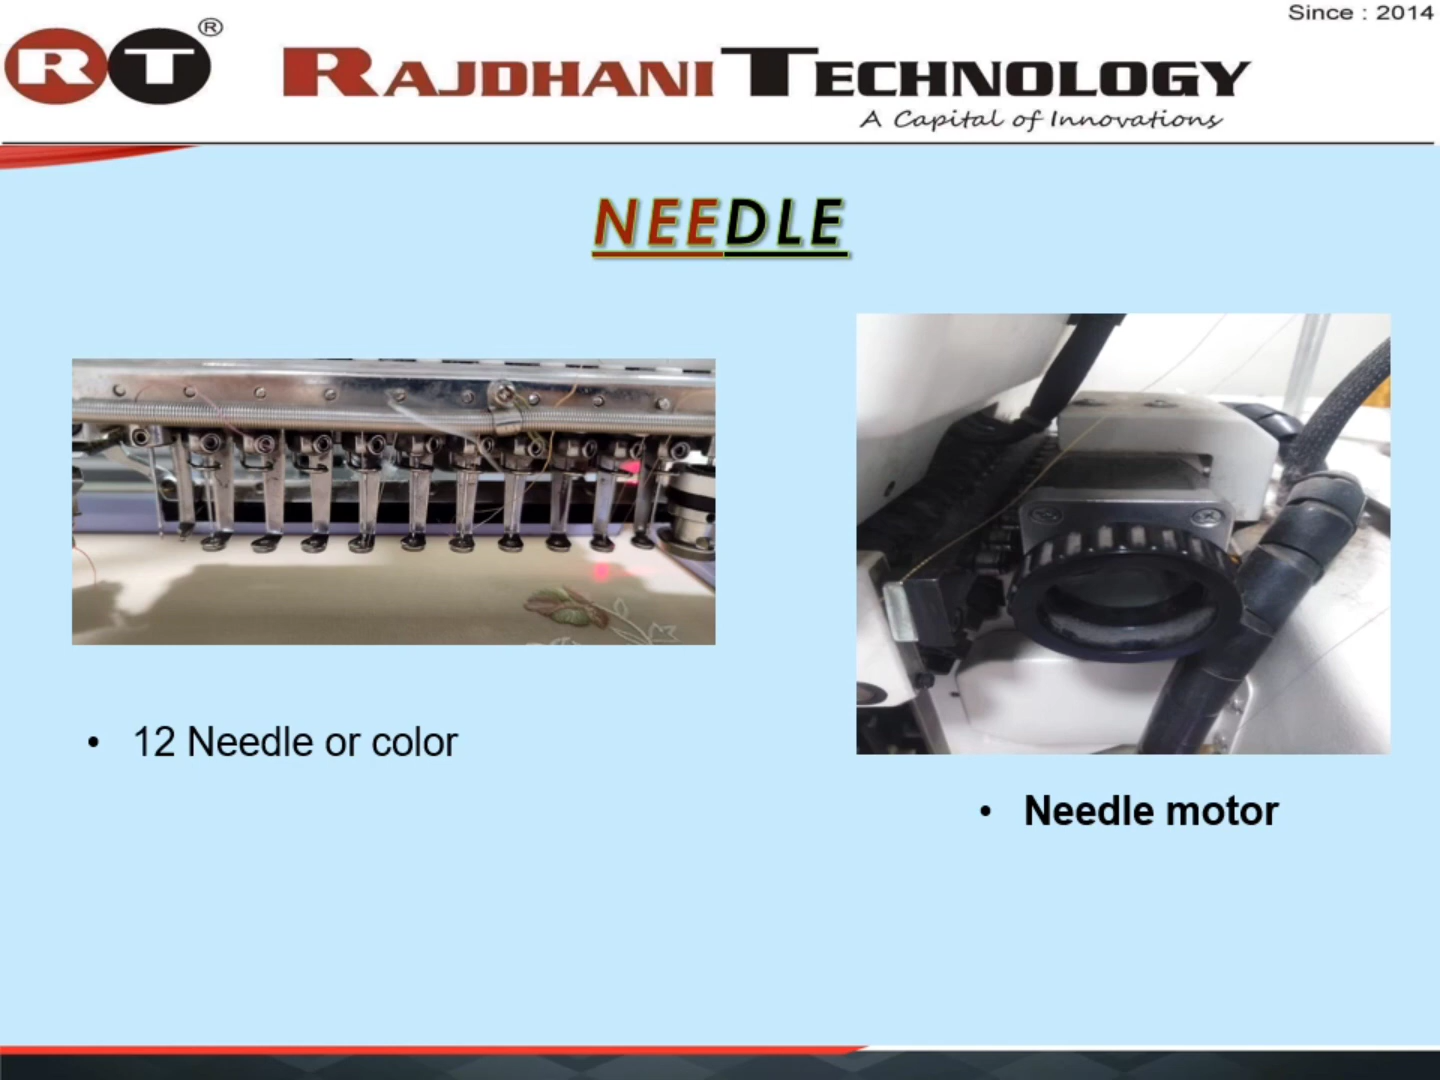 Since : 2014
RT®
RAJDHANI TECHNOLOGY
A Capital of Innovations
NEEDLE
• 12 Needle or color
• Needle motor